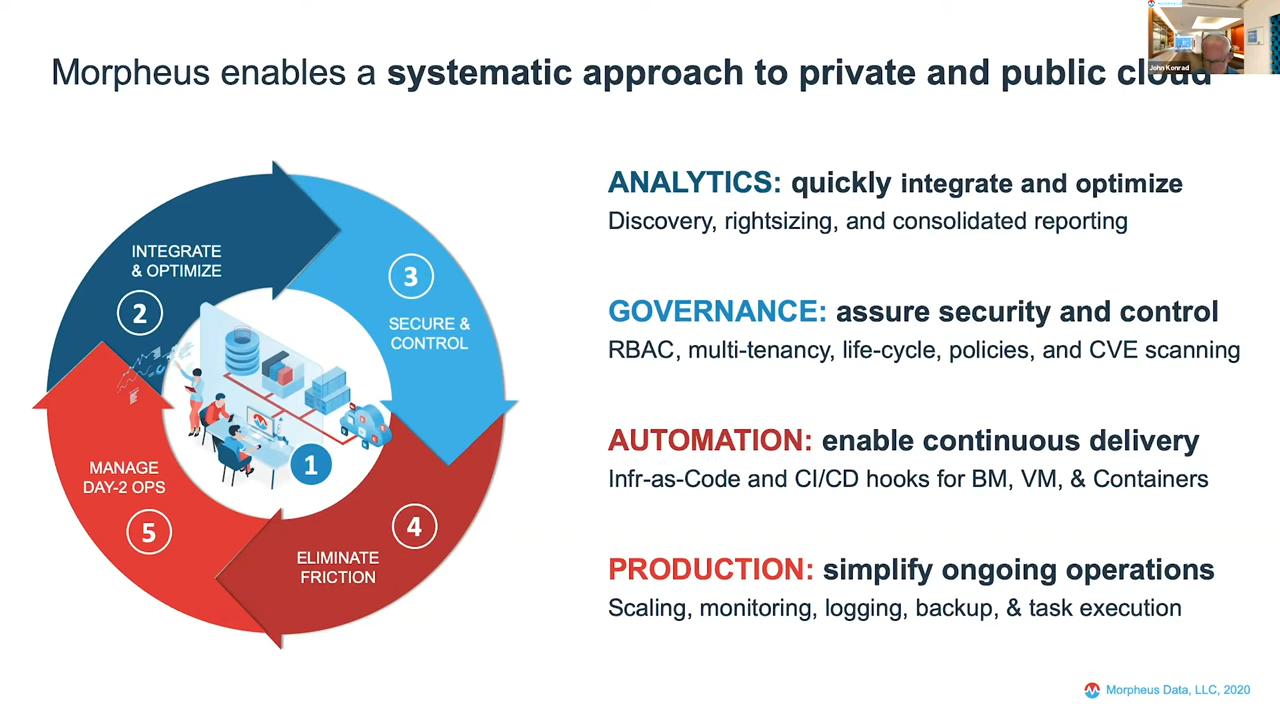 Morpheus enables a systematic approach to private and public cloud
MORPHEUS
John Konrad
INTEGRATE
& OPTIMIZE
2
3
SECURE &
CONTROL
1
MANAGE
DAY-2 OPS
5
4
ELIMINATE
FRICTION
ANALYTICS: quickly integrate and optimize
Discovery, rightsizing, and consolidated reporting
GOVERNANCE: assure security and control
RBAC, multi-tenancy, life-cycle, policies, and CVE scanning
AUTOMATION: enable continuous delivery
Infr-as-Code and CI/CD hooks for BM, VM, & Containers
PRODUCTION: simplify ongoing operations
Scaling, monitoring, logging, backup, & task execution
Morpheus Data, LLC, 2020